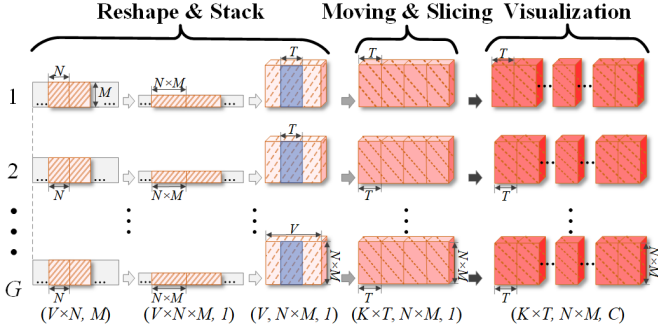 Reshape & Stack Moving & Slicing Visualization
N T T T
1 ... M ... ... N×M ... ... ...
T
2 ... ... ... ... ... ...
N N×M T T
V
G ... ... ... ... N×M N×M ... ... N×M
N N×M T T
(V×N, M) (V×N×M, 1) (V, N×M, 1) (K×T, N×M, 1) (K×T, N×M, C)